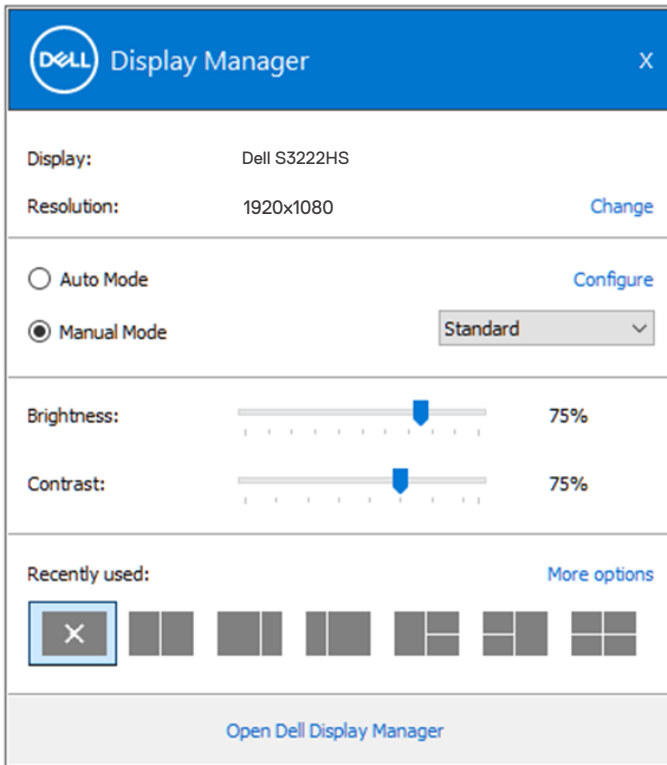 DELL Display Manager X
Display: Dell S3222HS
Resolution: 1920x1080 Change
Auto Mode Configure
Manual Mode Standard
Brightness: 75%
Contrast: 75%
Recently used: More options
Open Dell Display Manager